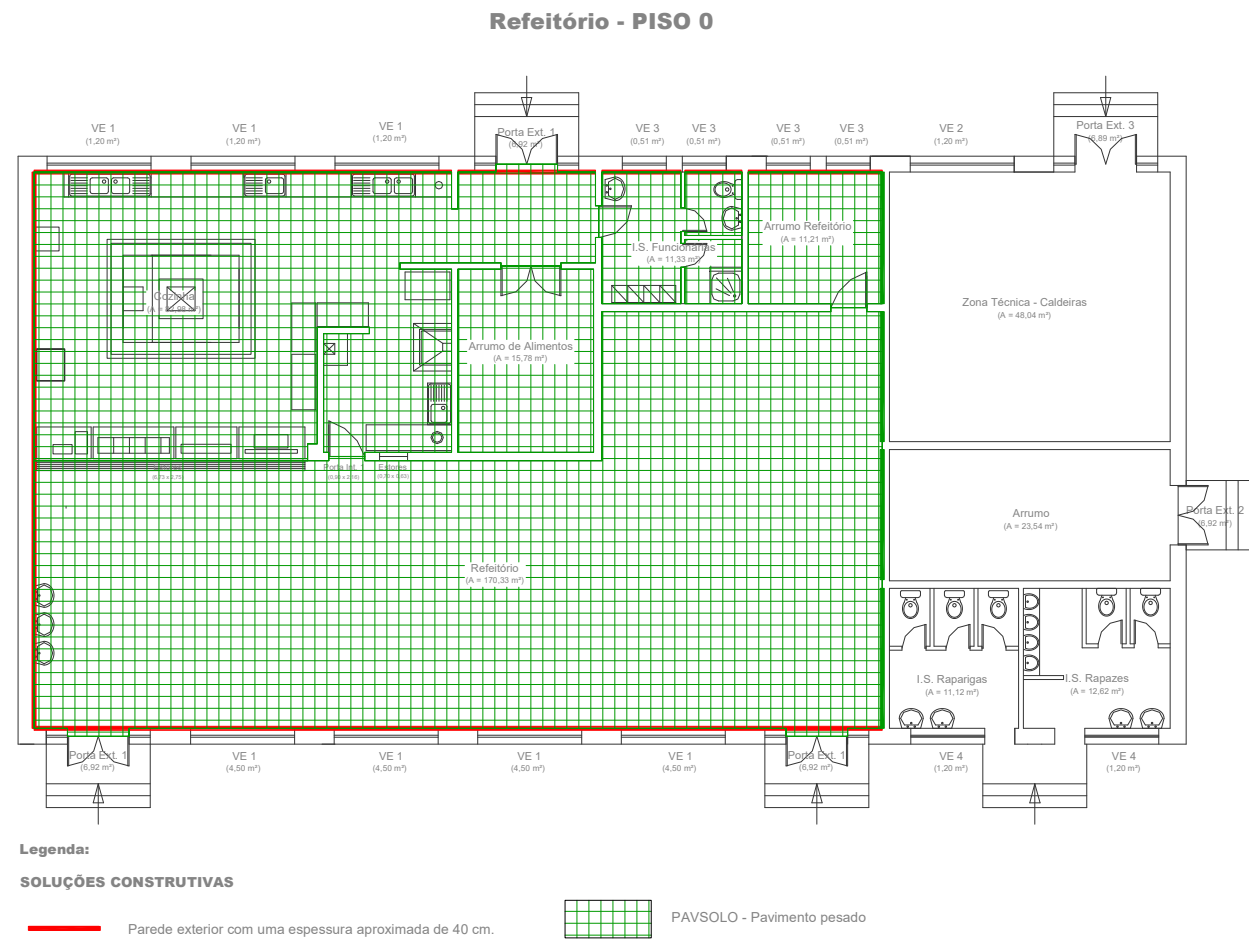 Refeitório - PISO 0
VE 1
(1,20 m²)
VE 1
(1,20 m²)
VE 1
(1,20 m²)
Porta Ext. 1
(6,92 m²)
VE 3
(0,51 m²)
VE 3
(0,51 m²)
VE 3
(0,51 m²)
VE 3
(0,51 m²)
VE 2
(1,20 m²)
Porta Ext. 3
(6,89 m²)
Arrumo Refeitório
(A = 11,21 m²)
I.S. Funcionárias
(A = 11,33 m²)
Cozinha
Zona Técnica - Caldeiras
(A = 48,04 m²)
Arrumo de Alimentos
(A = 15,78 m²)
Porta Int. 1
Estores
Arrumo
(A = 23,54 m²)
Porta Ext. 2
(6,92 m²)
Refeitório
(A = 170,33 m²)
I.S. Raparigas
(A = 11,12 m²)
I.S. Rapazes
(A = 12,62 m²)
Porta Ext. 1
(6,92 m²)
VE 1
(4,50 m²)
VE 1
(4,50 m²)
VE 1
(4,50 m²)
VE 1
(4,50 m²)
Porta Ext. 1
(6,92 m²)
VE 4
(1,20 m²)
VE 4
(1,20 m²)
Legenda:
SOLUÇÕES CONSTRUTIVAS
Parede exterior com uma espessura aproximada de 40 cm.
PAVSOLO - Pavimento pesado